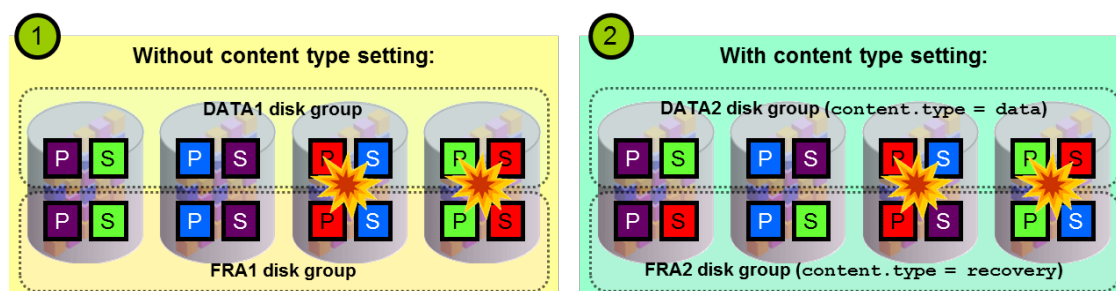 1
Without content type setting:
DATA1 disk group
P S P S P S P S
P S P S P S P S
FRA1 disk group
2
With content type setting:
DATA2 disk group (content.type = data)
P S P S P S P S
P S P S P S P S
FRA2 disk group (content.type = recovery)